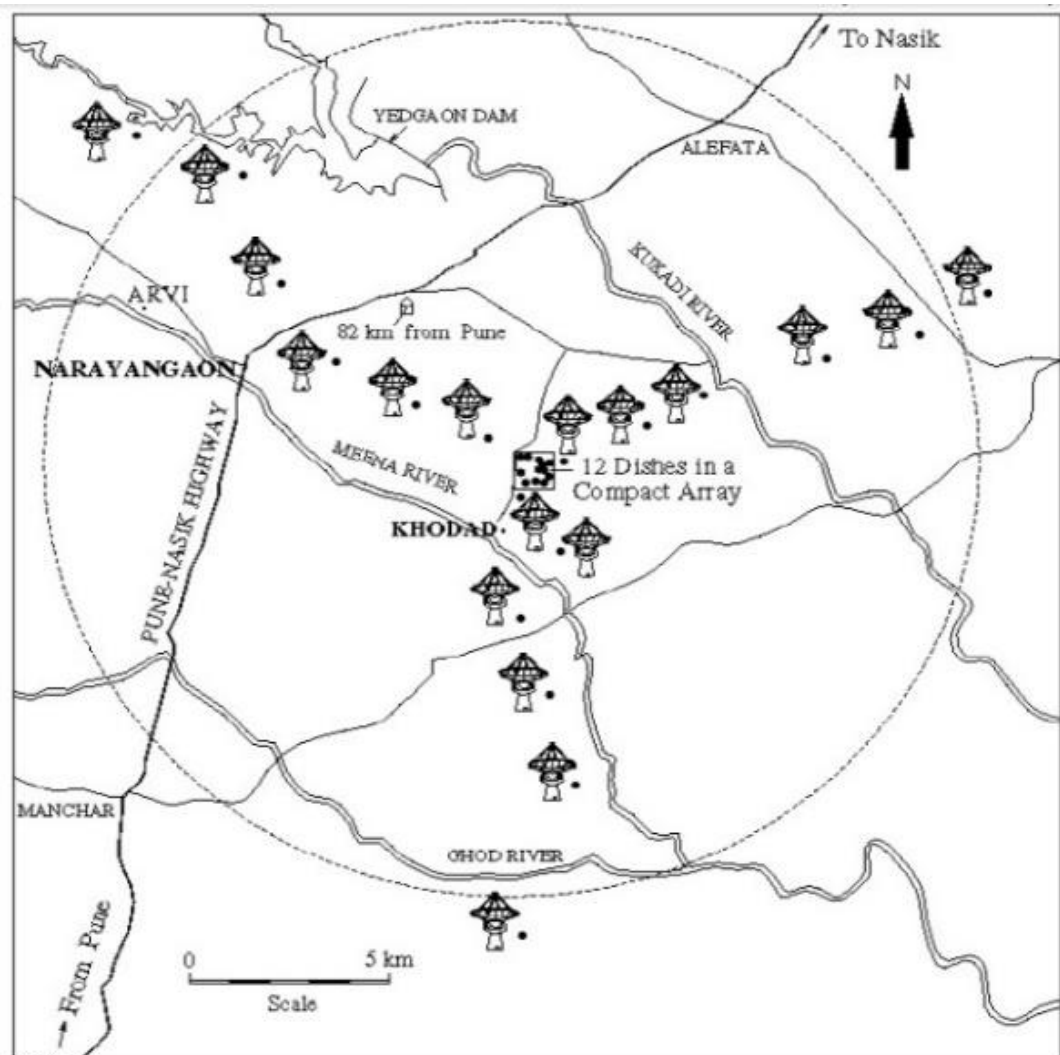 To Nasik
N
YEDGAON DAM
ALEFATA
KUKADI RIVER
ARVI
82 km from Pune
NARAYANGAON
PUNE-NASIK HIGHWAY
MEENA RIVER
12 Dishes in a
Compact Array
KHODAD
MANCHAR
GHOD RIVER
From Pune
0 5 km
Scale